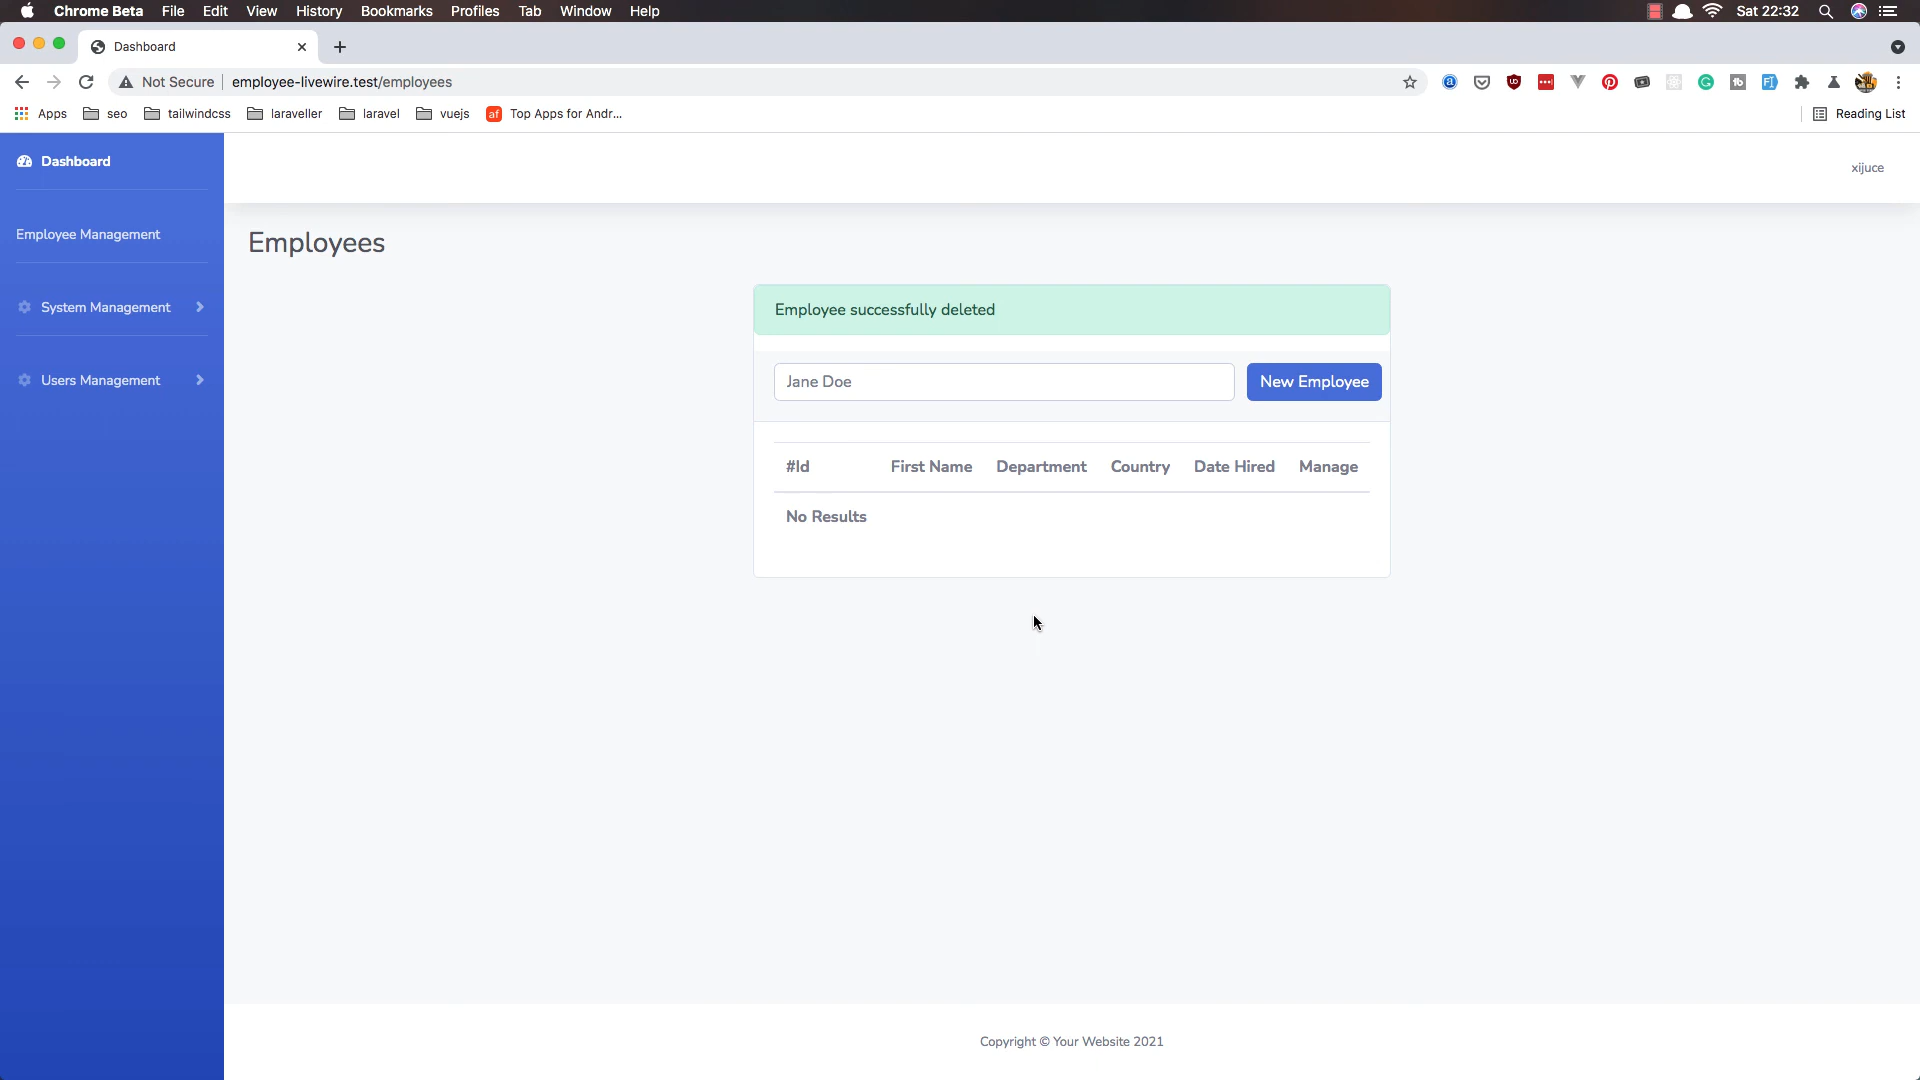 Chrome Beta File Edit View History Bookmarks Profiles Tab Window Help Sat 22:32
Dashboard
Not Secure employee-livewire.test/employees
Apps seo tailwindcss laraveller laravel vuejs af Top Apps for Andr... Reading List
Dashboard
xijuce
Employee Management
System Management
Users Management
Employees
Employee successfully deleted
Jane Doe New Employee
#Id First Name Department Country Date Hired Manage
No Results
Copyright © Your Website 2021